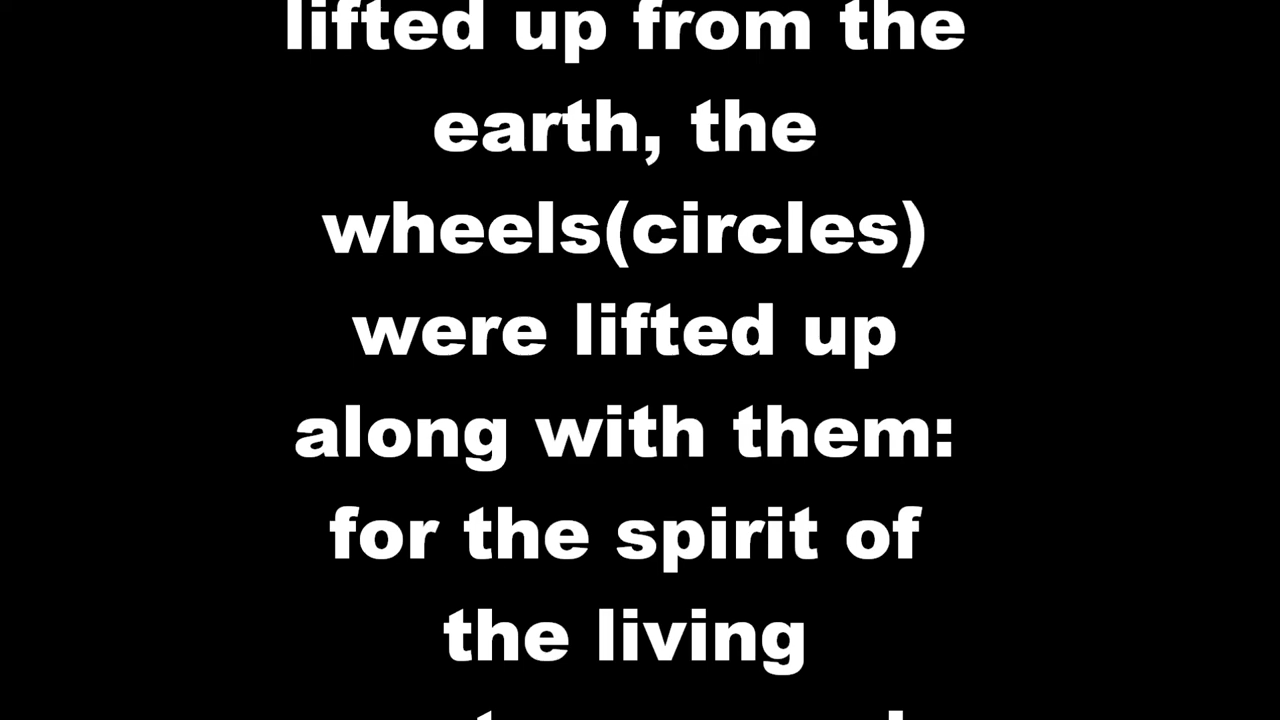 lifted up from the
earth, the
wheels(circles)
were lifted up
along with them:
for the spirit of
the living